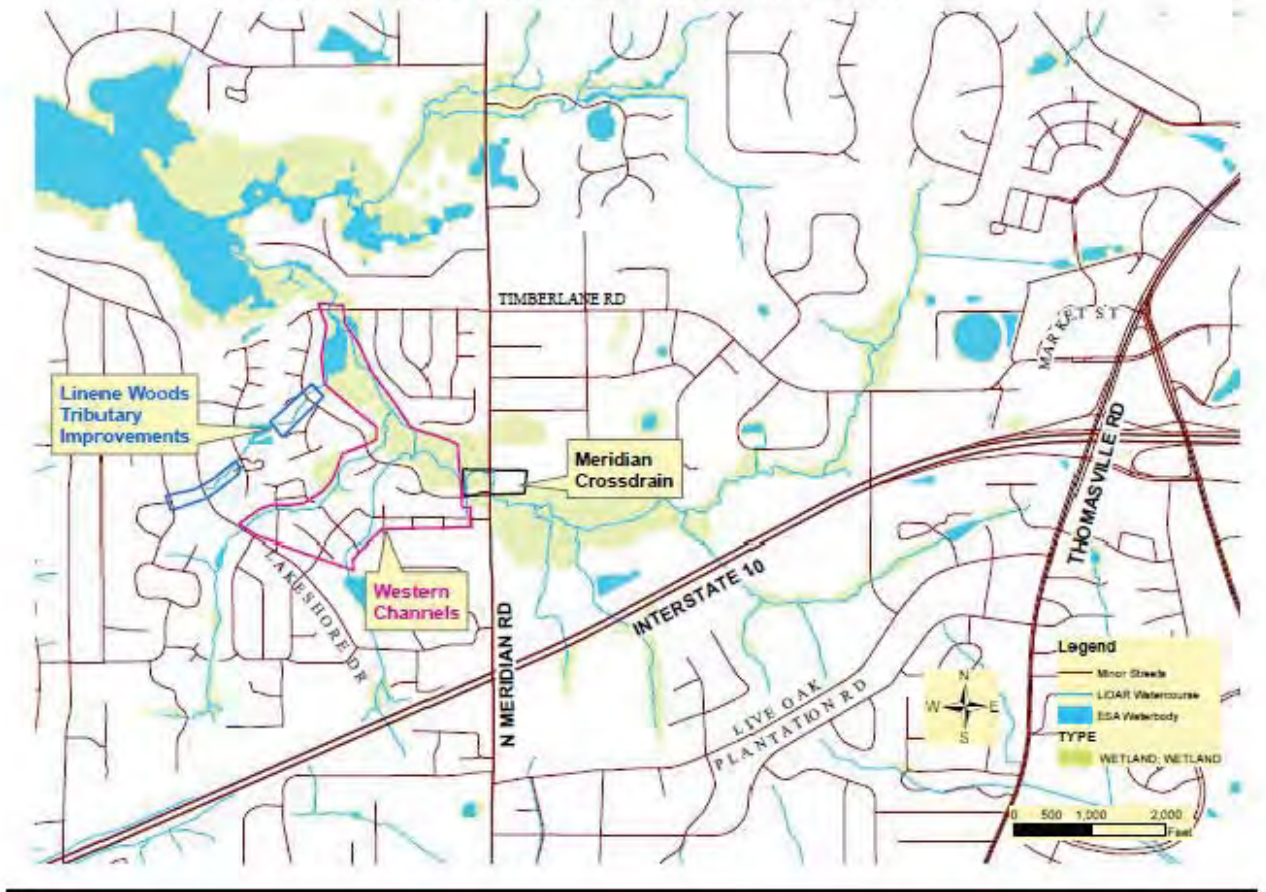 TIMBERLANE RD
MARKET ST
Linene Woods
Tributary
Improvements
THOMASVILLE RD
Meridian
Crossdrain
Western
Channels
LAKESHORE DR
INTERSTATE 10
N MERIDIAN RD
LIVE OAK
PLANTATION RD
Legend
Minor Streets
LiDAR Watercourse
ESA Waterbody
TYPE
WETLAND; WETLAND
N
W E
S
0 500 1,000 2,000
Feet